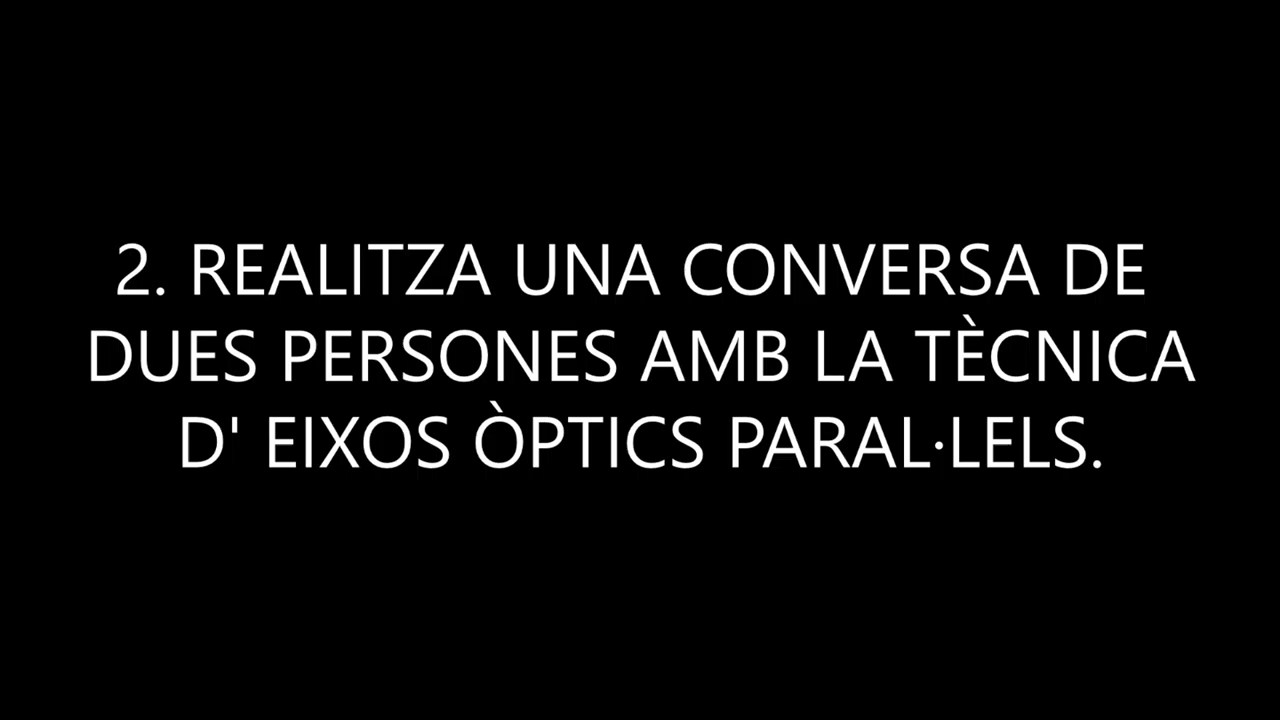 2. REALITZA UNA CONVERSA DE
DUES PERSONES AMB LA TÈCNICA
D' EIXOS ÒPTICS PARAL·LELS.